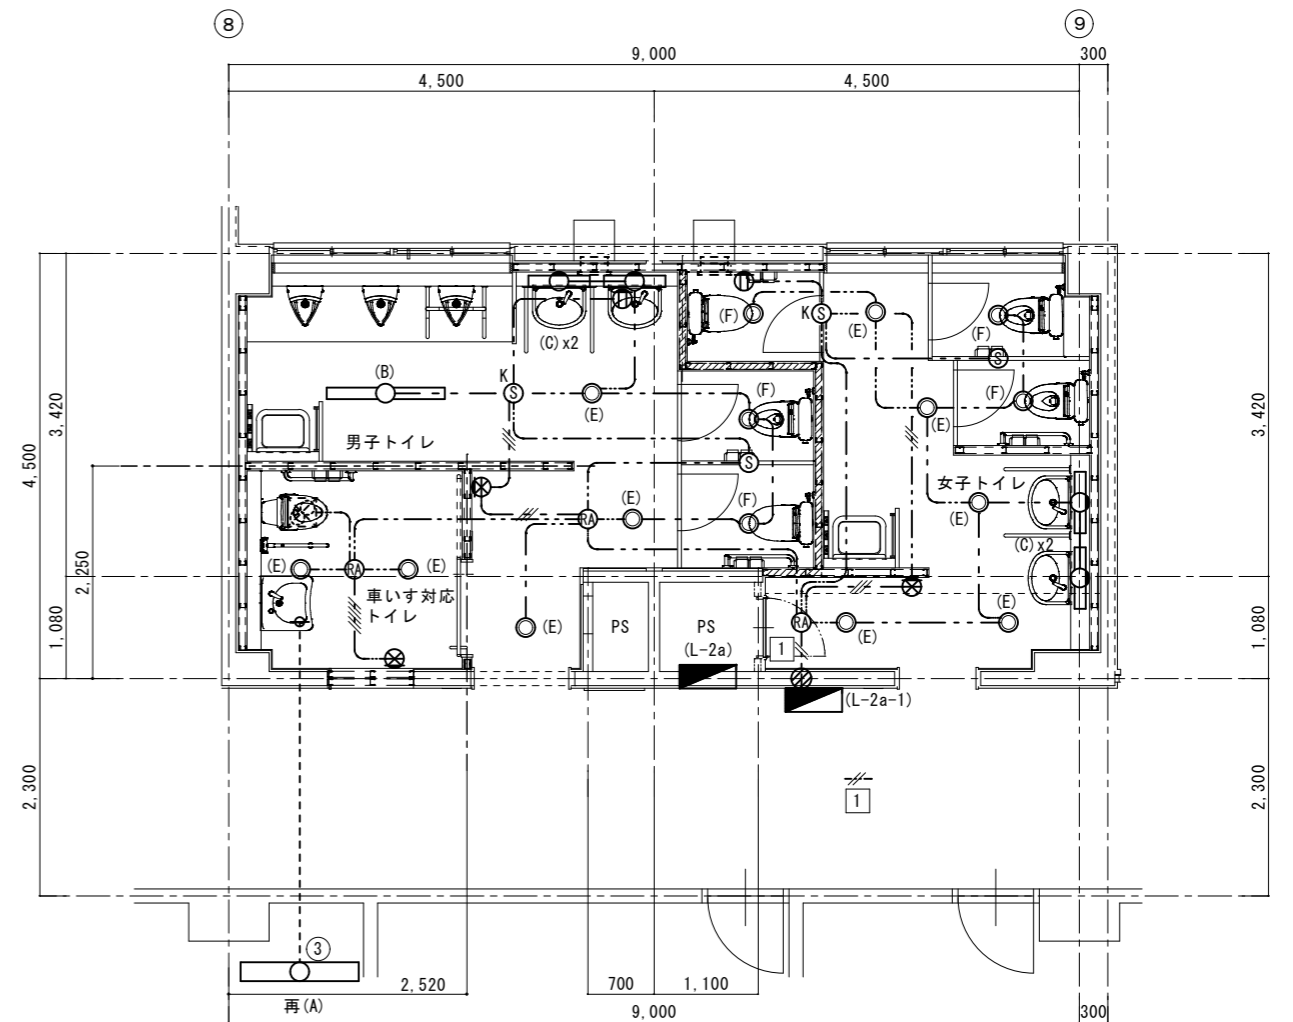 8
9
9,000
300
4,500
4,500
(F)
K
S
(E)
(F)
(C)x2
(B)
K
S
(E)
(F)
S
(F)
(E)
3,420
3,420
4,500
男子トイレ
S
女子トイレ
(E)
(F)
(E)
RA
(C)x2
2,250
(E)
RA
(E)
車いす対応
トイレ
1,080
1,080
(E)
PS
PS
(L-2a)
1
RA
(E)
(E)
(L-2a-1)
2,300
2,300
1
3
再(A)
2,520
700
1,100
9,000
300